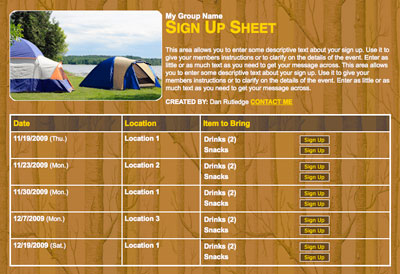 My Group Name
SIGN UP SHEET
This area allows you to enter some descriptive text about your sign up. Use it to
give your members instructions or to clarify on the details of the event. Enter as
little or as much text as you need to get your message across. This area allows
you to enter some descriptive text about your sign up. Use it to give your
members instructions or to clarify on the details of the event. Enter as little or as
much text as you need to get your message across.
CREATED BY: Dan Rutledge CONTACT ME
Date Location Item to Bring
11/19/2009 (Thu.) Location 1 Drinks (2) Sign Up
Snacks Sign Up
11/23/2009 (Mon.) Location 2 Drinks (2) Sign Up
Snacks Sign Up
11/30/2009 (Mon.) Location 1 Drinks (2) Sign Up
Snacks Sign Up
12/7/2009 (Mon.) Location 3 Drinks (2) Sign Up
Snacks Sign Up
12/19/2009 (Sat.) Location 1 Drinks (2) Sign Up
Snacks Sign Up